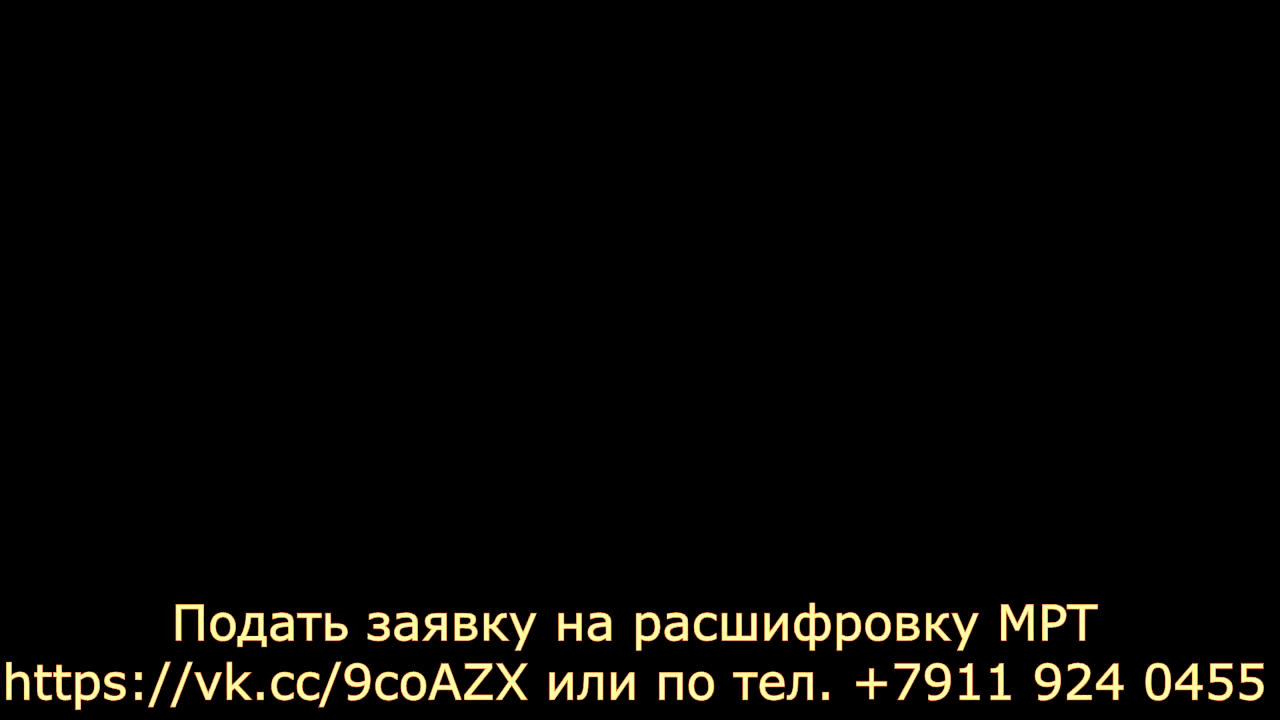 Подать заявку на расшифровку МРТ
https://vk.cc/9coAZX или по тел. +7911 924 0455